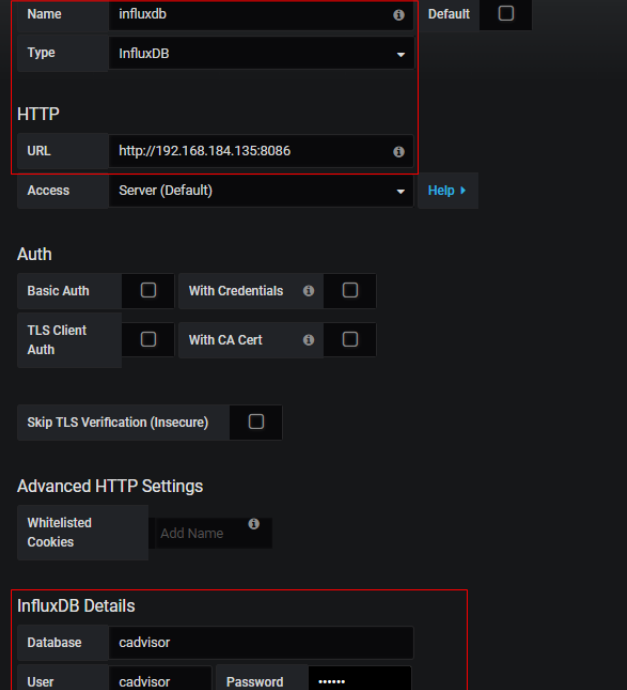 Name influxdb Default
Type InfluxDB
HTTP
URL http://192.168.184.135:8086
Access Server (Default) Help
Auth
Basic Auth With Credentials
TLS Client Auth With CA Cert
Skip TLS Verification (Insecure)
Advanced HTTP Settings
Whitelisted Cookies Add Name
InfluxDB Details
Database cadvisor
User cadvisor Password ••••••